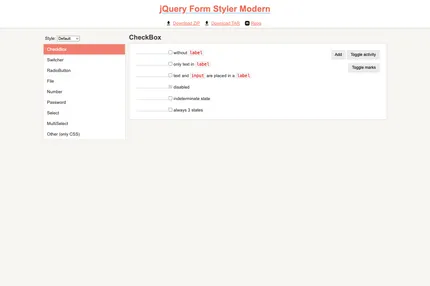 jQuery Form Styler Modern
Download ZIP Download TAR
Style: Default
CheckBox
Switcher
RadioButton
File
Number
Password
Select
MultiSelect
Other (only CSS)
CheckBox
without label
only text in label
text and input are placed in a label
disabled
indeterminate state
always 3 states
Add Toggle activity
Toggle marks